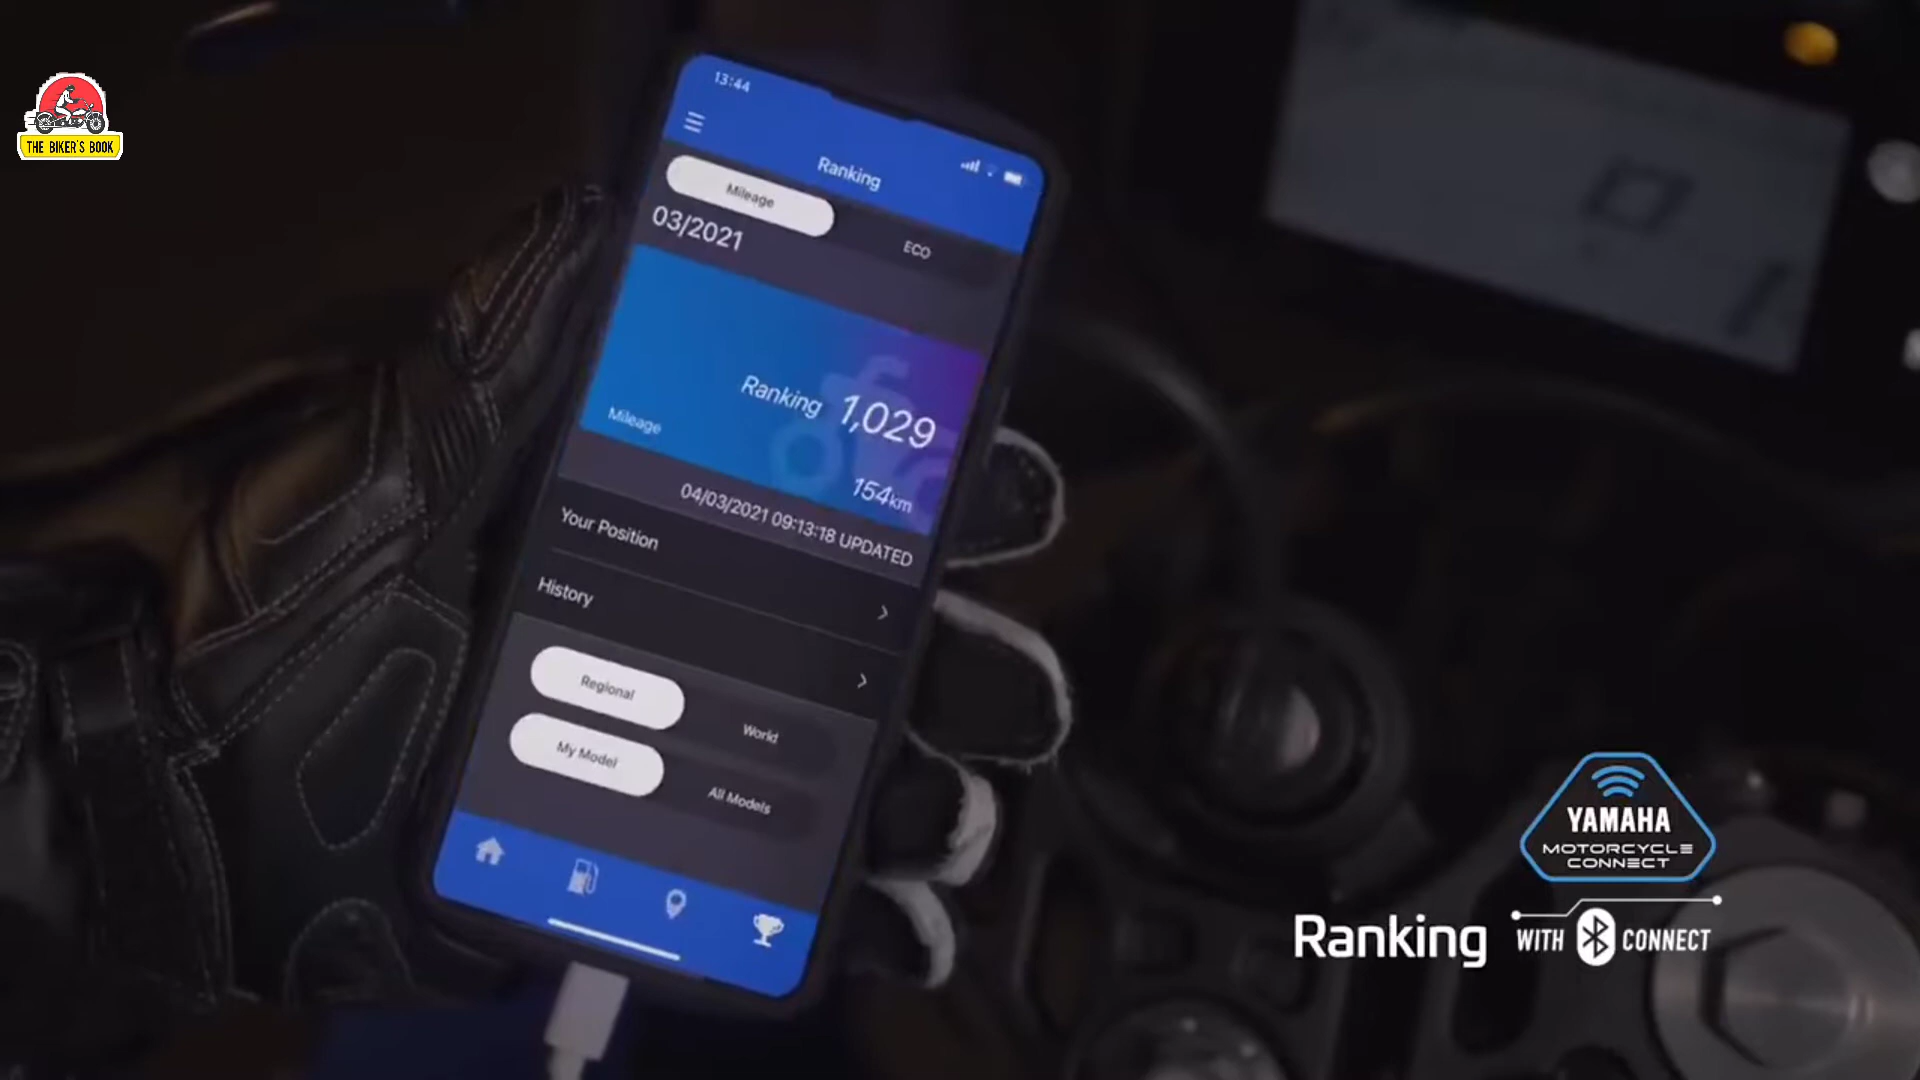 THE BIKER'S BOOK
13:44
Ranking
Mileage
ECO
03/2021
Ranking 1,029
Mileage
154km
04/03/2021 09:13:18 UPDATED
Your Position
History
Regional
World
My Model
All Models
YAMAHA
MOTORCYCLE
CONNECT
Ranking WITH CONNECT